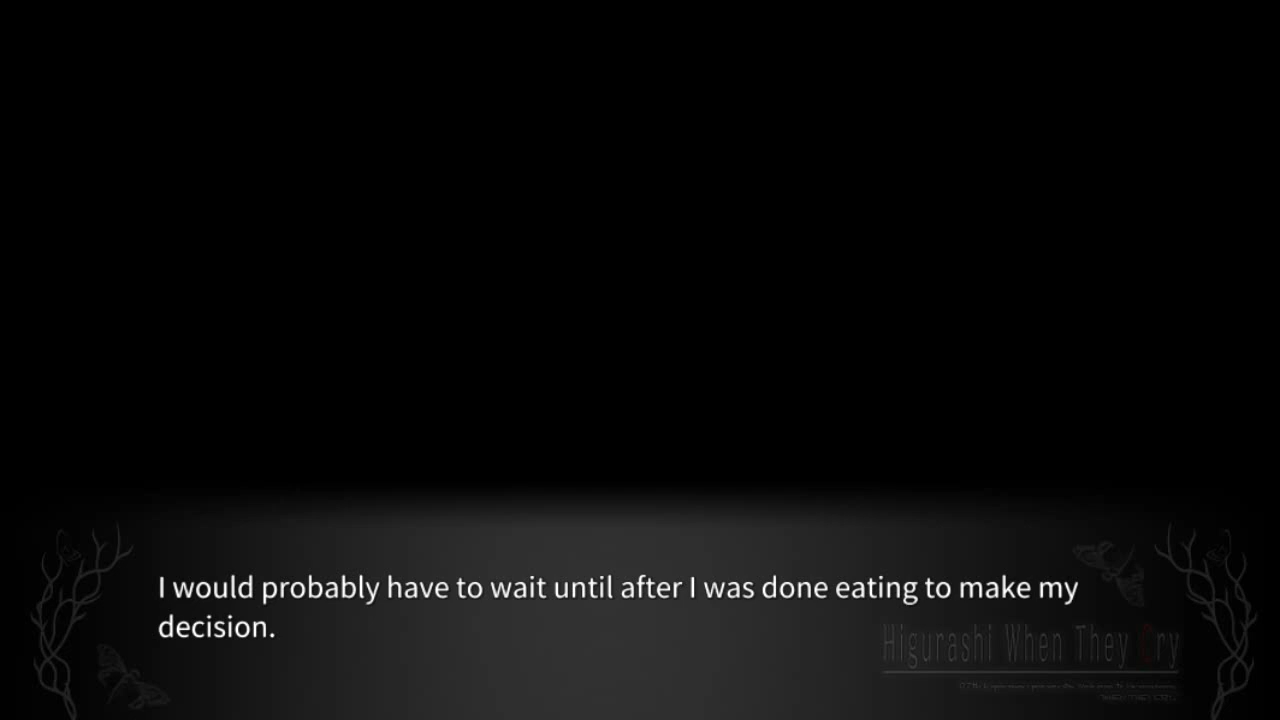 I would probably have to wait until after I was done eating to make my
decision.
Higurashi When They Cry